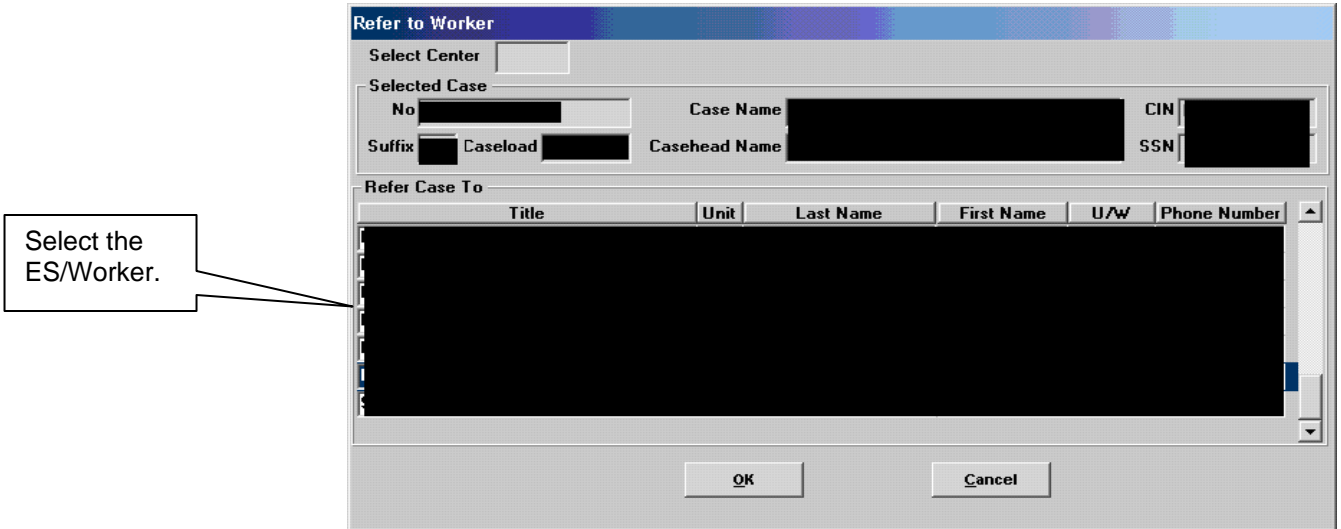 Refer to Worker
Select Center
Selected Case
No Case Name CIN
Suffix Caseload Casehead Name SSN
Refer Case To
Title Unit Last Name First Name U/W Phone Number
Select the
ES/Worker.
OK Cancel